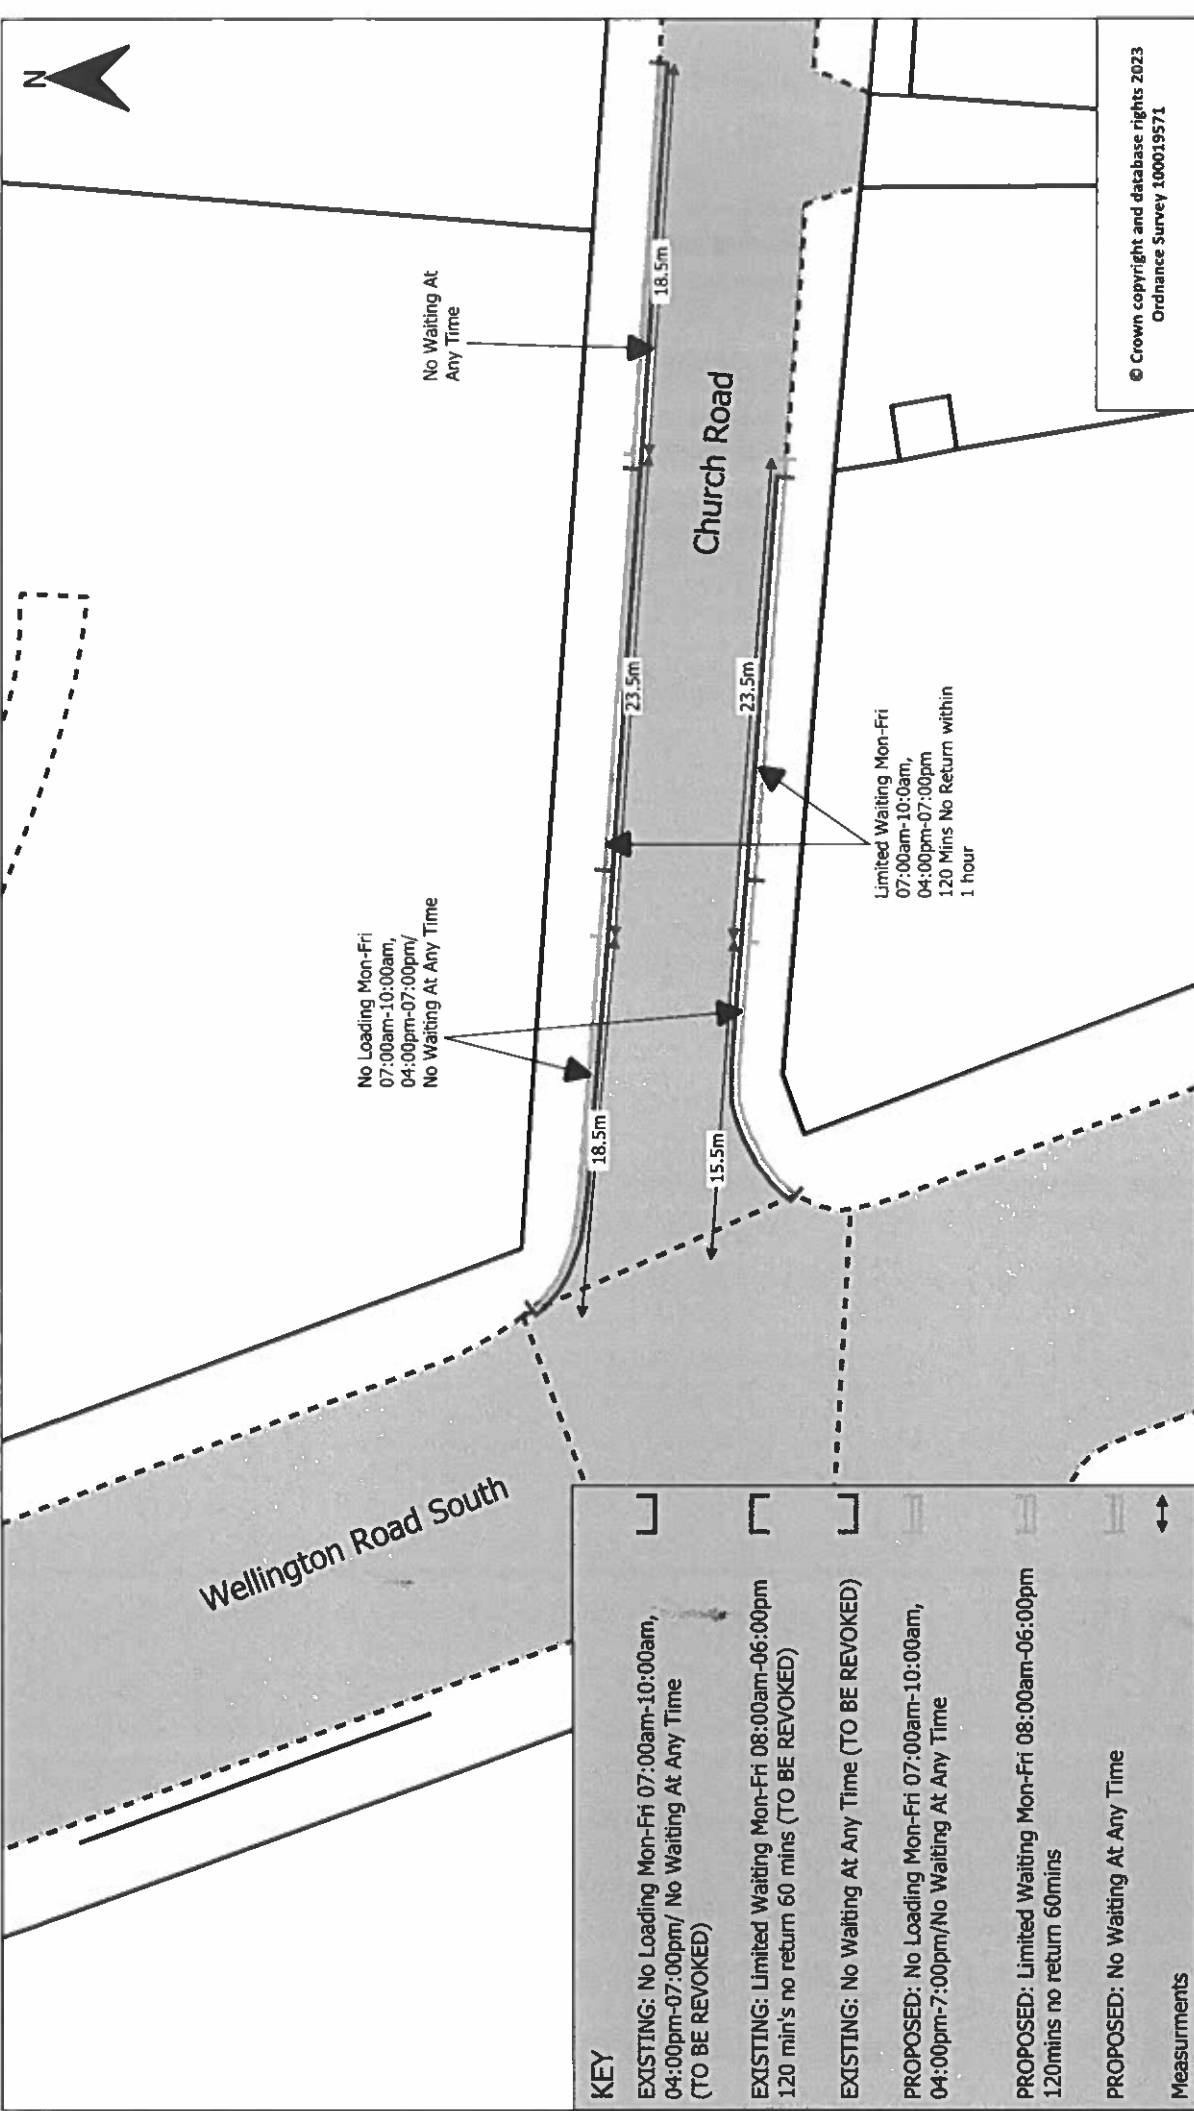 N
No Waiting At
Any Time
18.5m
Church Road
No Loading Mon-Fri
07:00am-10:00am,
04:00pm-07:00pm/
No Waiting At Any Time
23.5m
23.5m
18.5m
15.5m
Limited Waiting Mon-Fri
07:00am-10:0am,
04:00pm-07:00pm
120 Mins No Return within
1 hour
Wellington Road South
KEY
EXISTING: No Loading Mon-Fri 07:00am-10:00am,
04:00pm-07:00pm/ No Waiting At Any Time
(TO BE REVOKED)
EXISTING: Limited Waiting Mon-Fri 08:00am-06:00pm
120 min's no return 60 mins (TO BE REVOKED)
EXISTING: No Waiting At Any Time (TO BE REVOKED)
PROPOSED: No Loading Mon-Fri 07:00am-10:00am,
04:00pm-7:00pm/No Waiting At Any Time
PROPOSED: Limited Waiting Mon-Fri 08:00am-06:00pm
120mins no return 60mins
PROPOSED: No Waiting At Any Time
Measurments
© Crown copyright and database rights 2023
Ordnance Survey 100019571